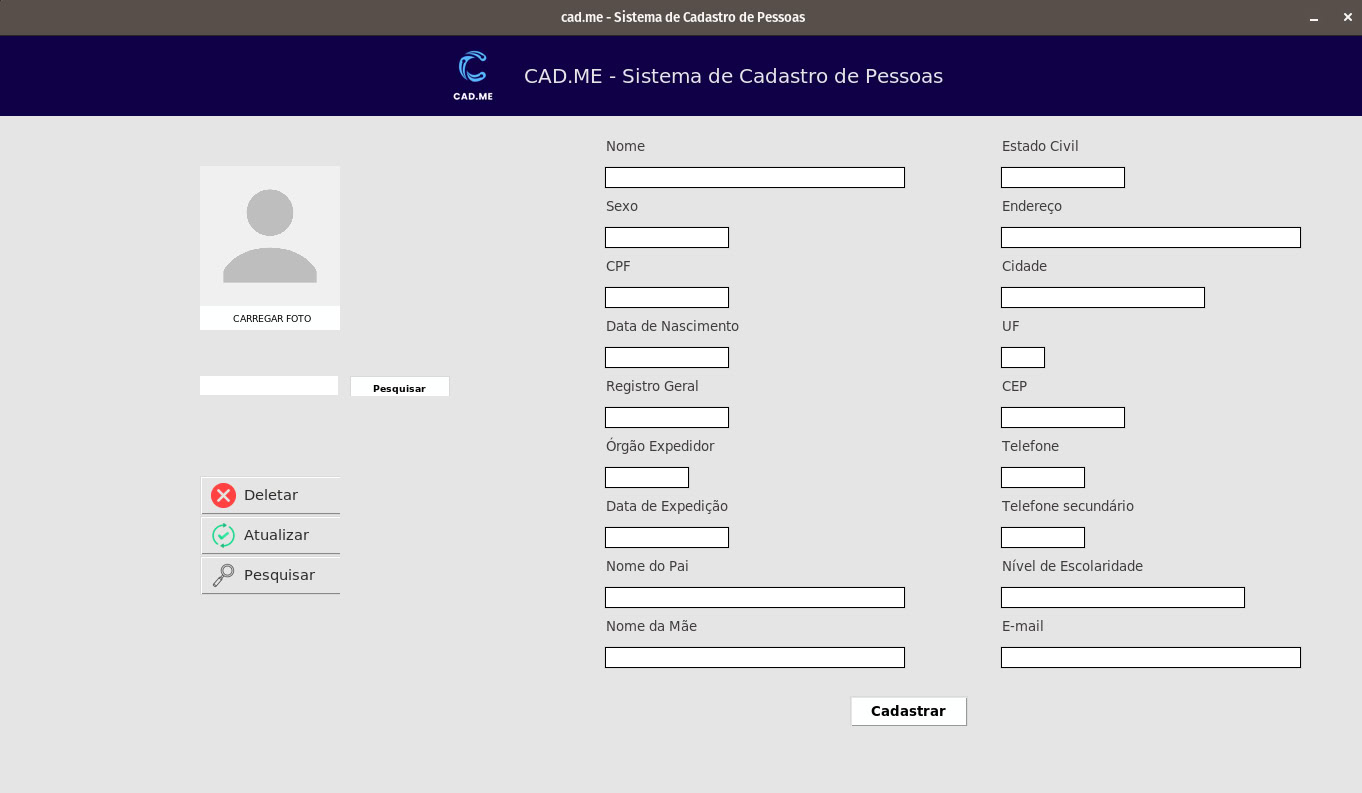 cad.me - Sistema de Cadastro de Pessoas
CAD.ME
CAD.ME - Sistema de Cadastro de Pessoas
CARREGAR FOTO
Pesquisar
Deletar
Atualizar
Pesquisar
Nome
Sexo
CPF
Data de Nascimento
Registro Geral
Órgão Expedidor
Data de Expedição
Nome do Pai
Nome da Mãe
Estado Civil
Endereço
Cidade
UF
CEP
Telefone
Telefone secundário
Nível de Escolaridade
E-mail
Cadastrar